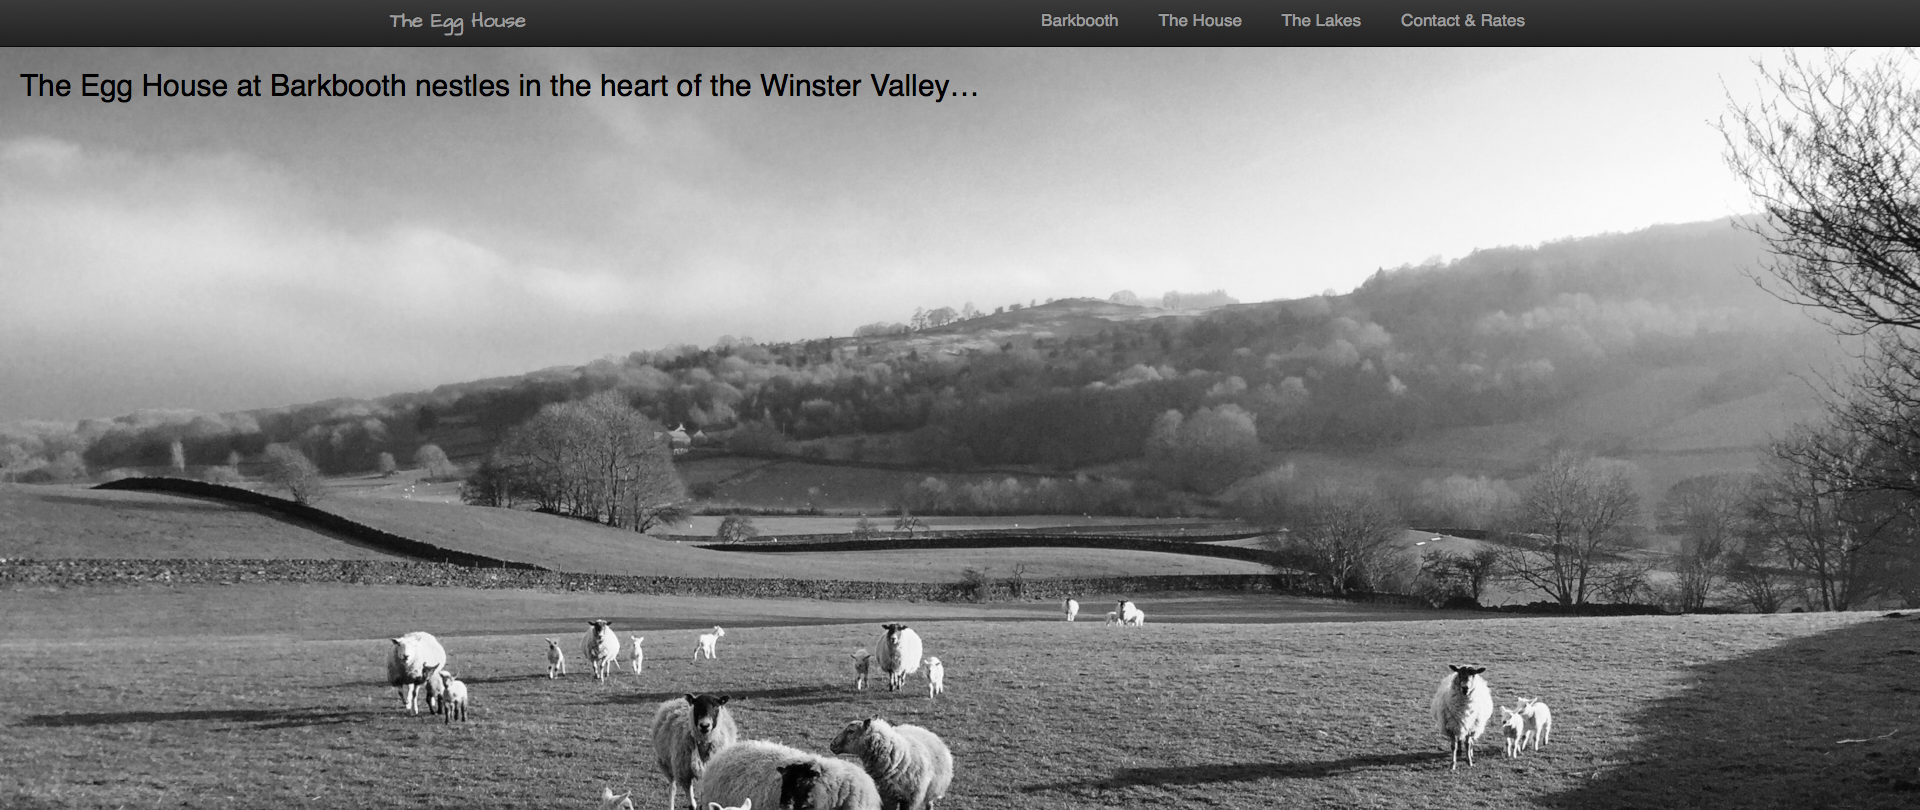 The Egg House
Barkbooth The House The Lakes Contact & Rates
The Egg House at Barkbooth nestles in the heart of the Winster Valley…